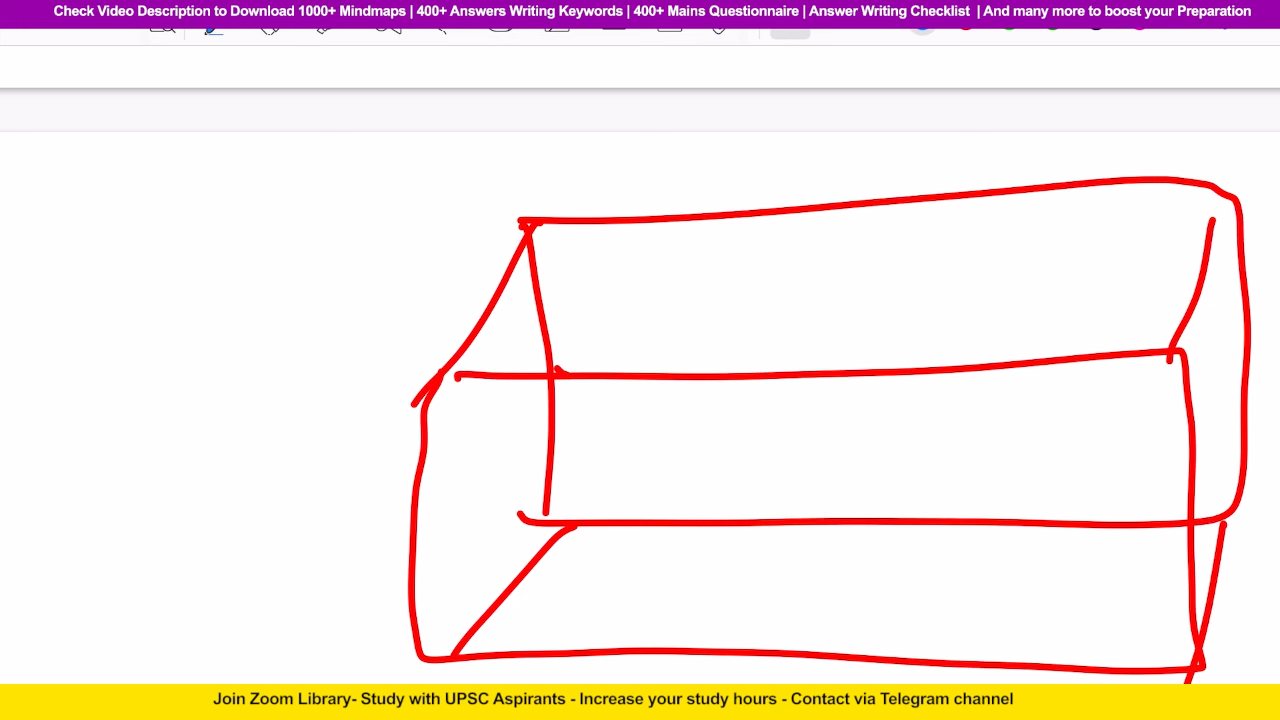 Check Video Description to Download 1000+ Mindmaps | 400+ Answers Writing Keywords | 400+ Mains Questionnaire | Answer Writing Checklist | And many more to boost your Preparation
Join Zoom Library- Study with UPSC Aspirants - Increase your study hours - Contact via Telegram channel